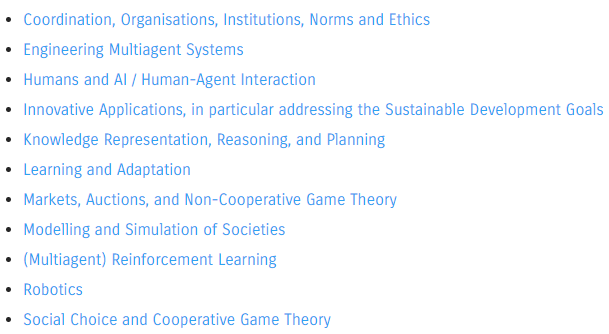 Coordination, Organisations, Institutions, Norms and Ethics
Engineering Multiagent Systems
Humans and AI / Human-Agent Interaction
Innovative Applications, in particular addressing the Sustainable Development Goals
Knowledge Representation, Reasoning, and Planning
Learning and Adaptation
Markets, Auctions, and Non-Cooperative Game Theory
Modelling and Simulation of Societies
(Multiagent) Reinforcement Learning
Robotics
Social Choice and Cooperative Game Theory